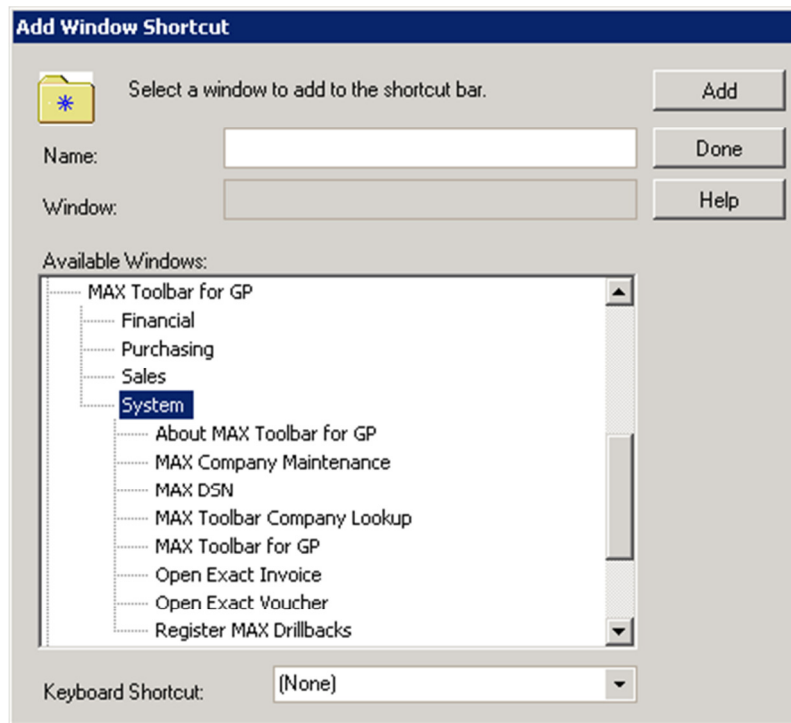 Add Window Shortcut
Select a window to add to the shortcut bar.
Add
Name:
Done
Window:
Help
Available Windows:
MAX Toolbar for GP
Financial
Purchasing
Sales
System
About MAX Toolbar for GP
MAX Company Maintenance
MAX DSN
MAX Toolbar Company Lookup
MAX Toolbar for GP
Open Exact Invoice
Open Exact Voucher
Register MAX Drillbacks
Keyboard Shortcut:
(None)